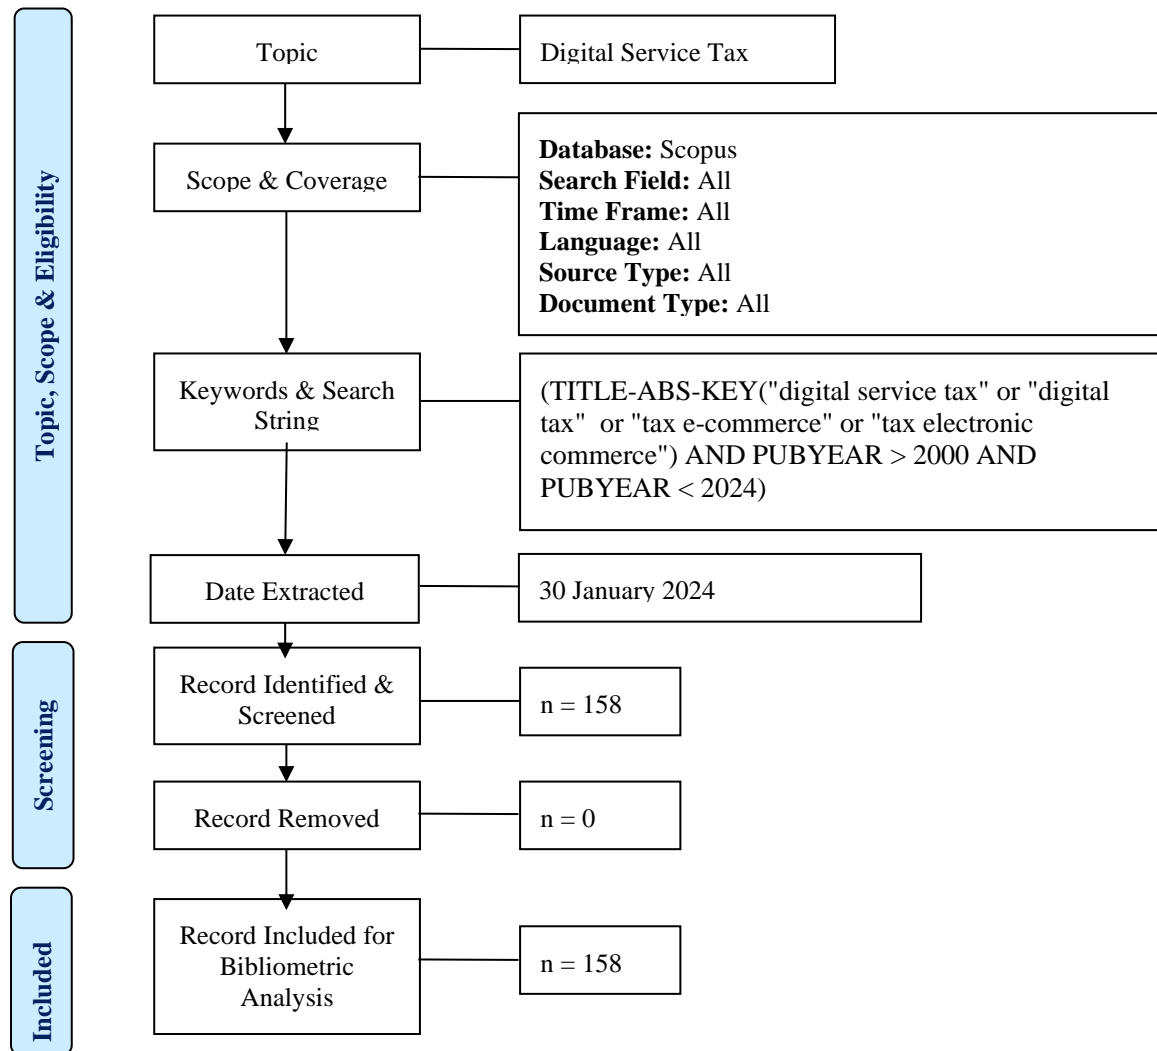 Topic, Scope & Eligibility
Topic
Digital Service Tax
Scope & Coverage
Database: Scopus
Search Field: All
Time Frame: All
Language: All
Source Type: All
Document Type: All
Keywords & Search
String
(TITLE-ABS-KEY("digital service tax" or "digital
tax"  or "tax e-commerce" or "tax electronic
commerce") AND PUBYEAR > 2000 AND
PUBYEAR < 2024)
Date Extracted
30 January 2024
Screening
Record Identified &
Screened
n = 158
Record Removed
n = 0
Included
Record Included for
Bibliometric
Analysis
n = 158